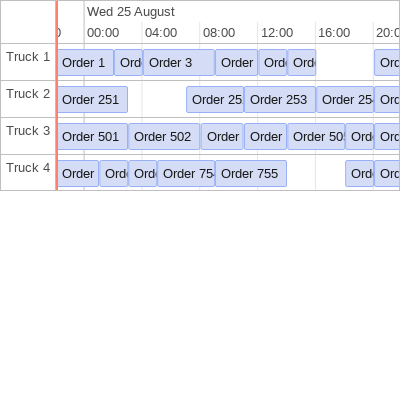 Wed 25 August
0 00:00 04:00 08:00 12:00 16:00 20:0
Truck 1 Order 1 Ord Order 3 Order Ord Ord Ord
Truck 2 Order 251 Order 25 Order 253 Order 25 Ord
Truck 3 Order 501 Order 502 Order Order Order 505 Ord Ord
Truck 4 Order Ord Ord Order 754 Order 755 Ord Ord